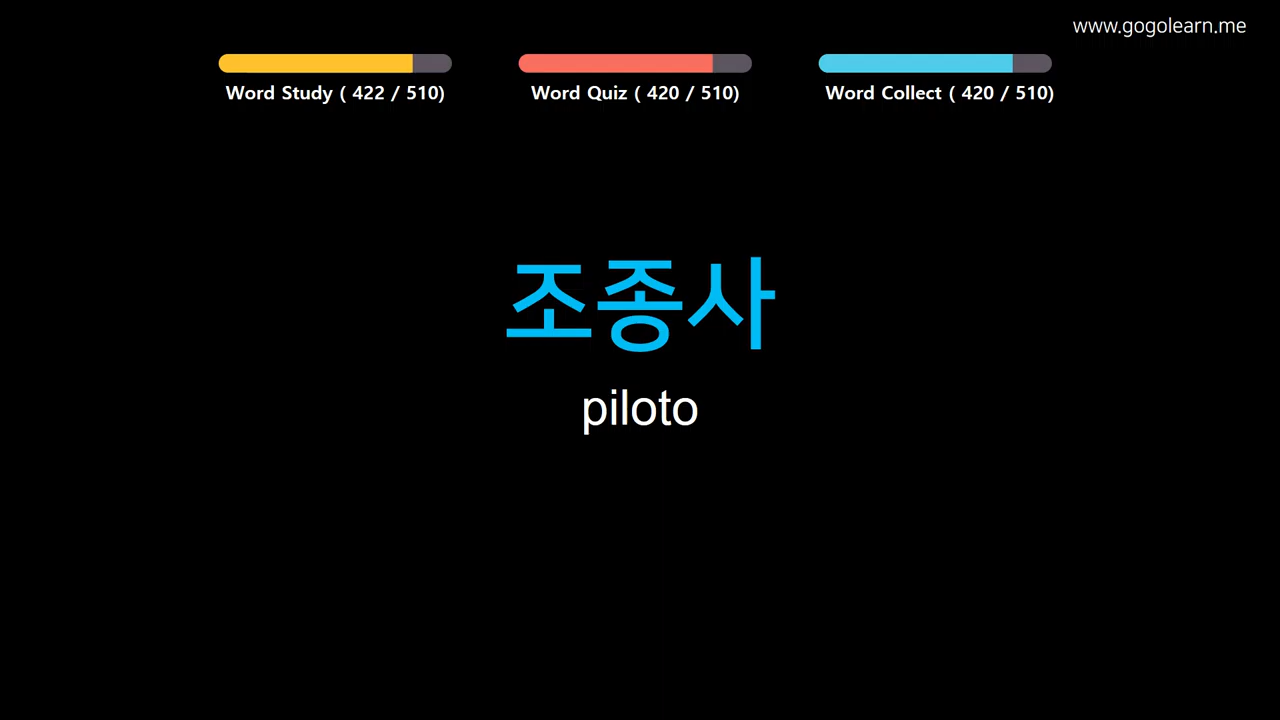 www.gogolearn.me
Word Study ( 422 / 510)
Word Quiz ( 420 / 510)
Word Collect ( 420 / 510)
조종사
piloto